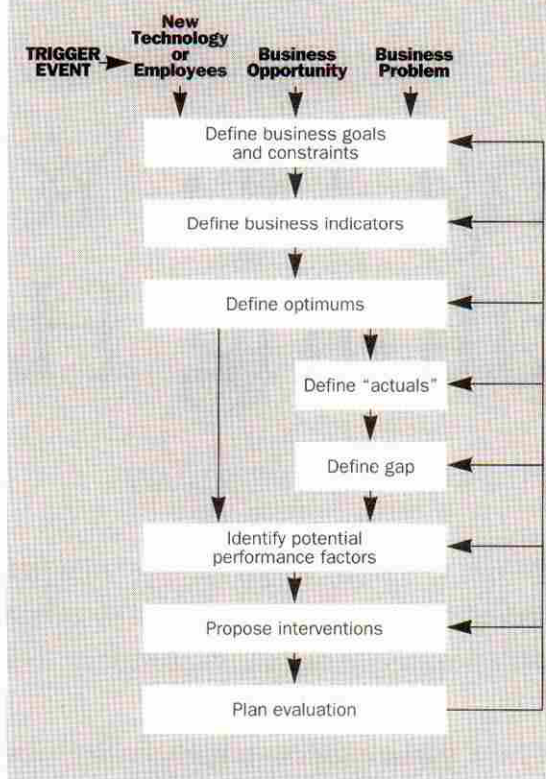 TRIGGER
EVENT
New
Technology
or
Employees
Business
Opportunity
Business
Problem
Define business goals
and constraints
Define business indicators
Define optimums
Define “actuals”
Define gap
Identify potential
performance factors
Propose interventions
Plan evaluation